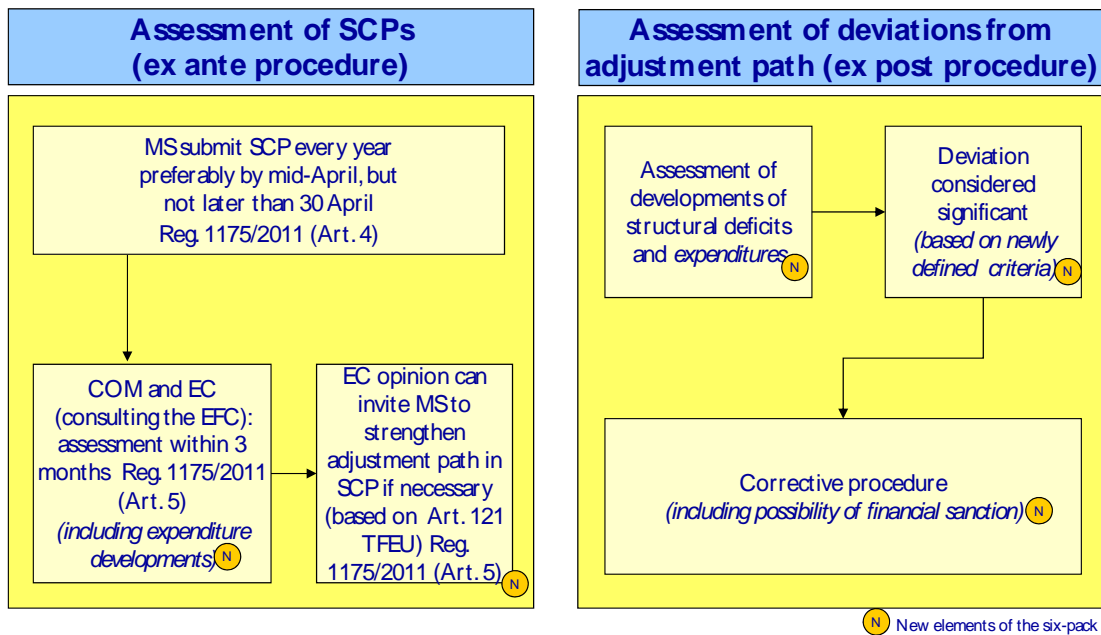 Assessment of SCPs
(ex ante procedure)
MS submit SCP every year
preferably by mid-April, but
not later than 30 April
Reg. 1175/2011 (Art. 4)
COM and EC
(consulting the EFC):
assessment within 3
months Reg. 1175/2011
(Art. 5)
(including expenditure
developments)
N
EC opinion can
invite MS to
strengthen
adjustment path in
SCP if necessary
(based on Art. 121
TFEU) Reg.
1175/2011 (Art. 5)
N
Assessment of deviations from
adjustment path (ex post procedure)
Assessment of
developments of
structural deficits
and expenditures
N
Deviation
considered
significant
(based on newly
defined criteria)
N
Corrective procedure
(including possibility of financial sanction)
N
N New elements of the six-pack